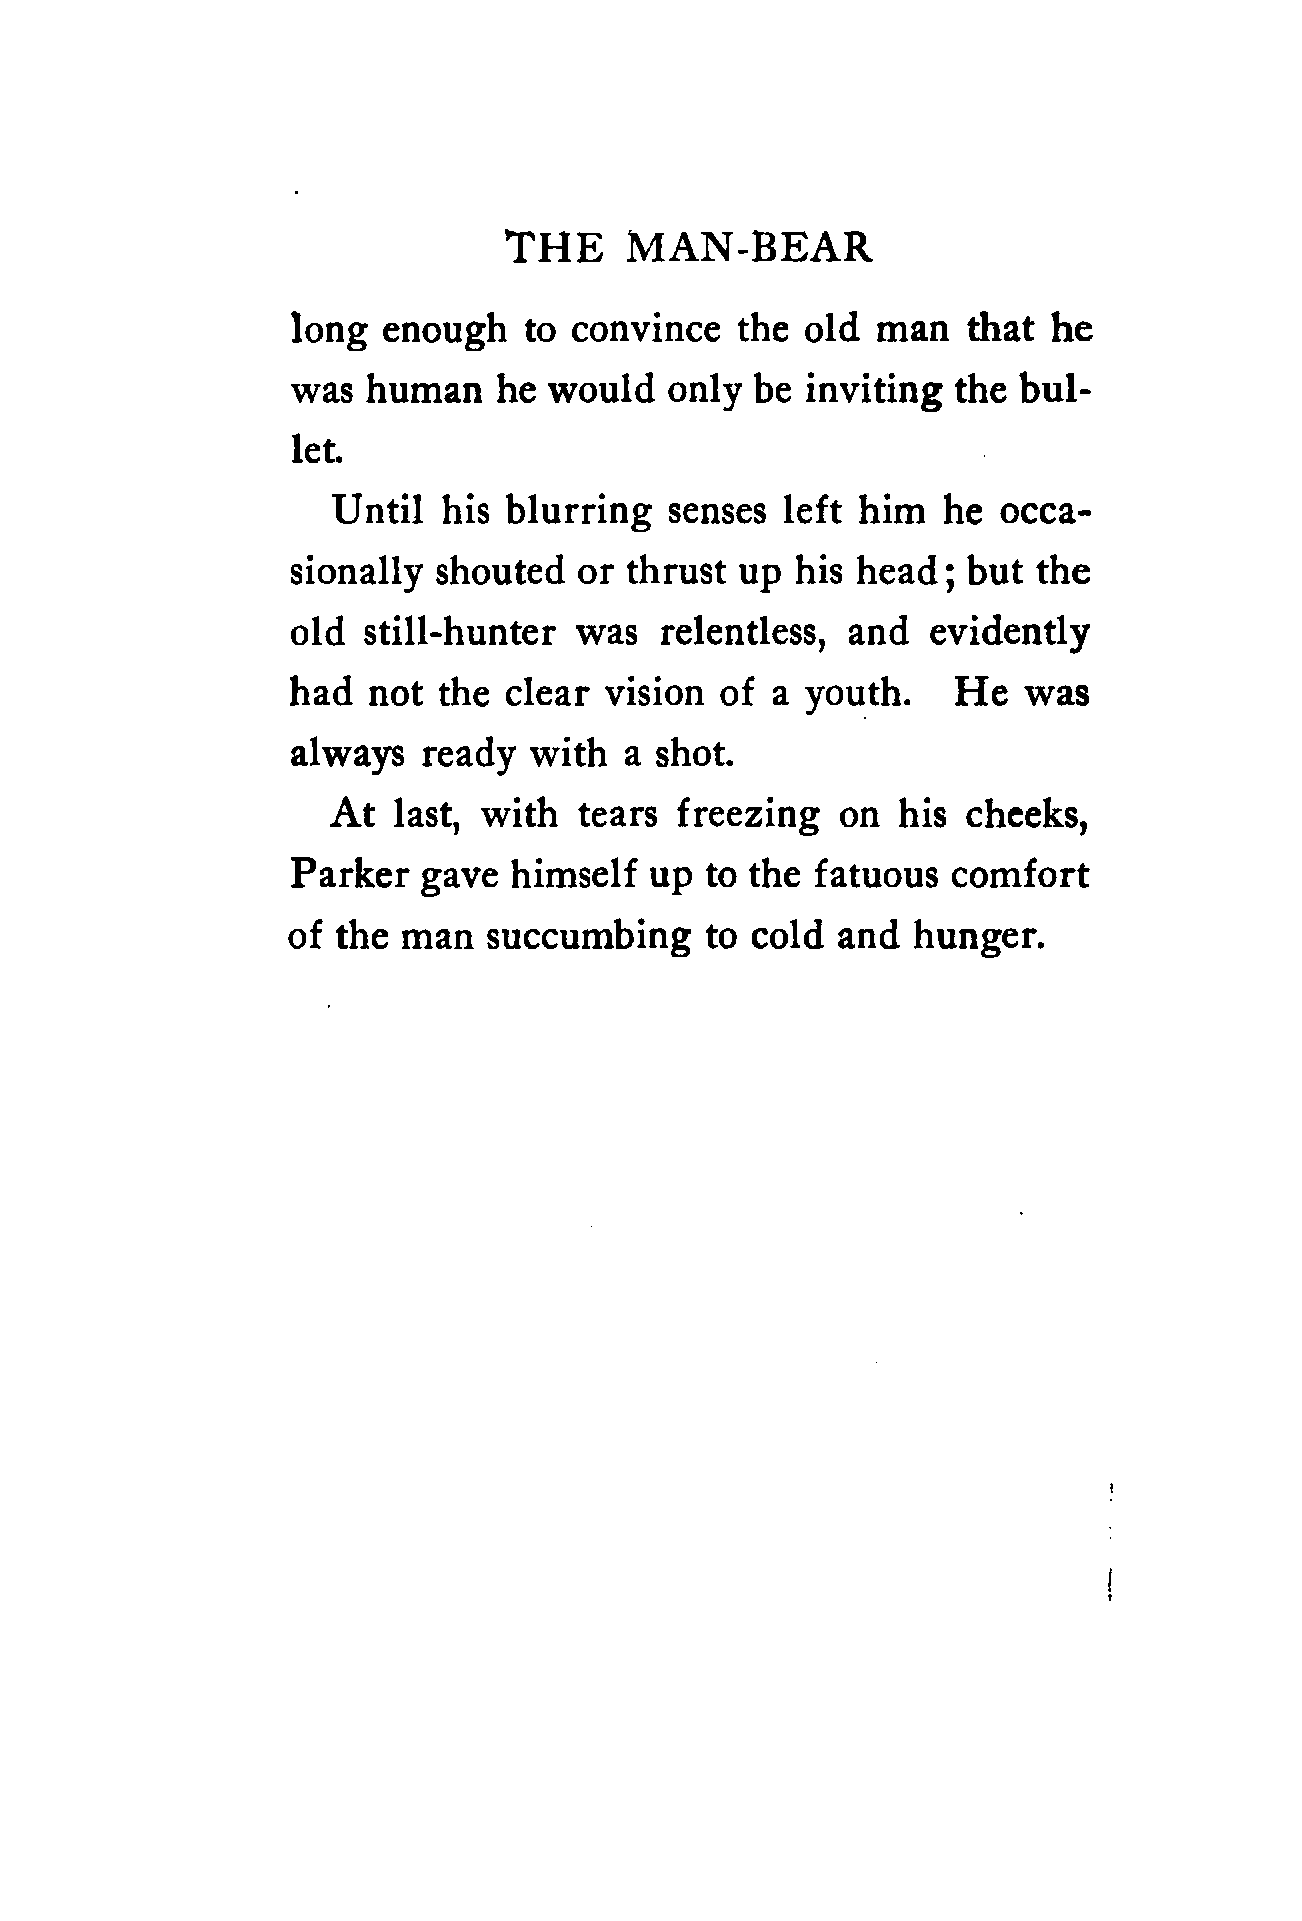 THE MAN-BEAR
long enough to convince the old man that he
was human he would only be inviting the bul-
let.
Until his blurring senses left him he occa-
sionally shouted or thrust up his head; but the
old still-hunter was relentless, and evidently
had not the clear vision of a youth. He was
always ready with a shot.
At last, with tears freezing on his cheeks,
Parker gave himself up to the fatuous comfort
of the man succumbing to cold and hunger.